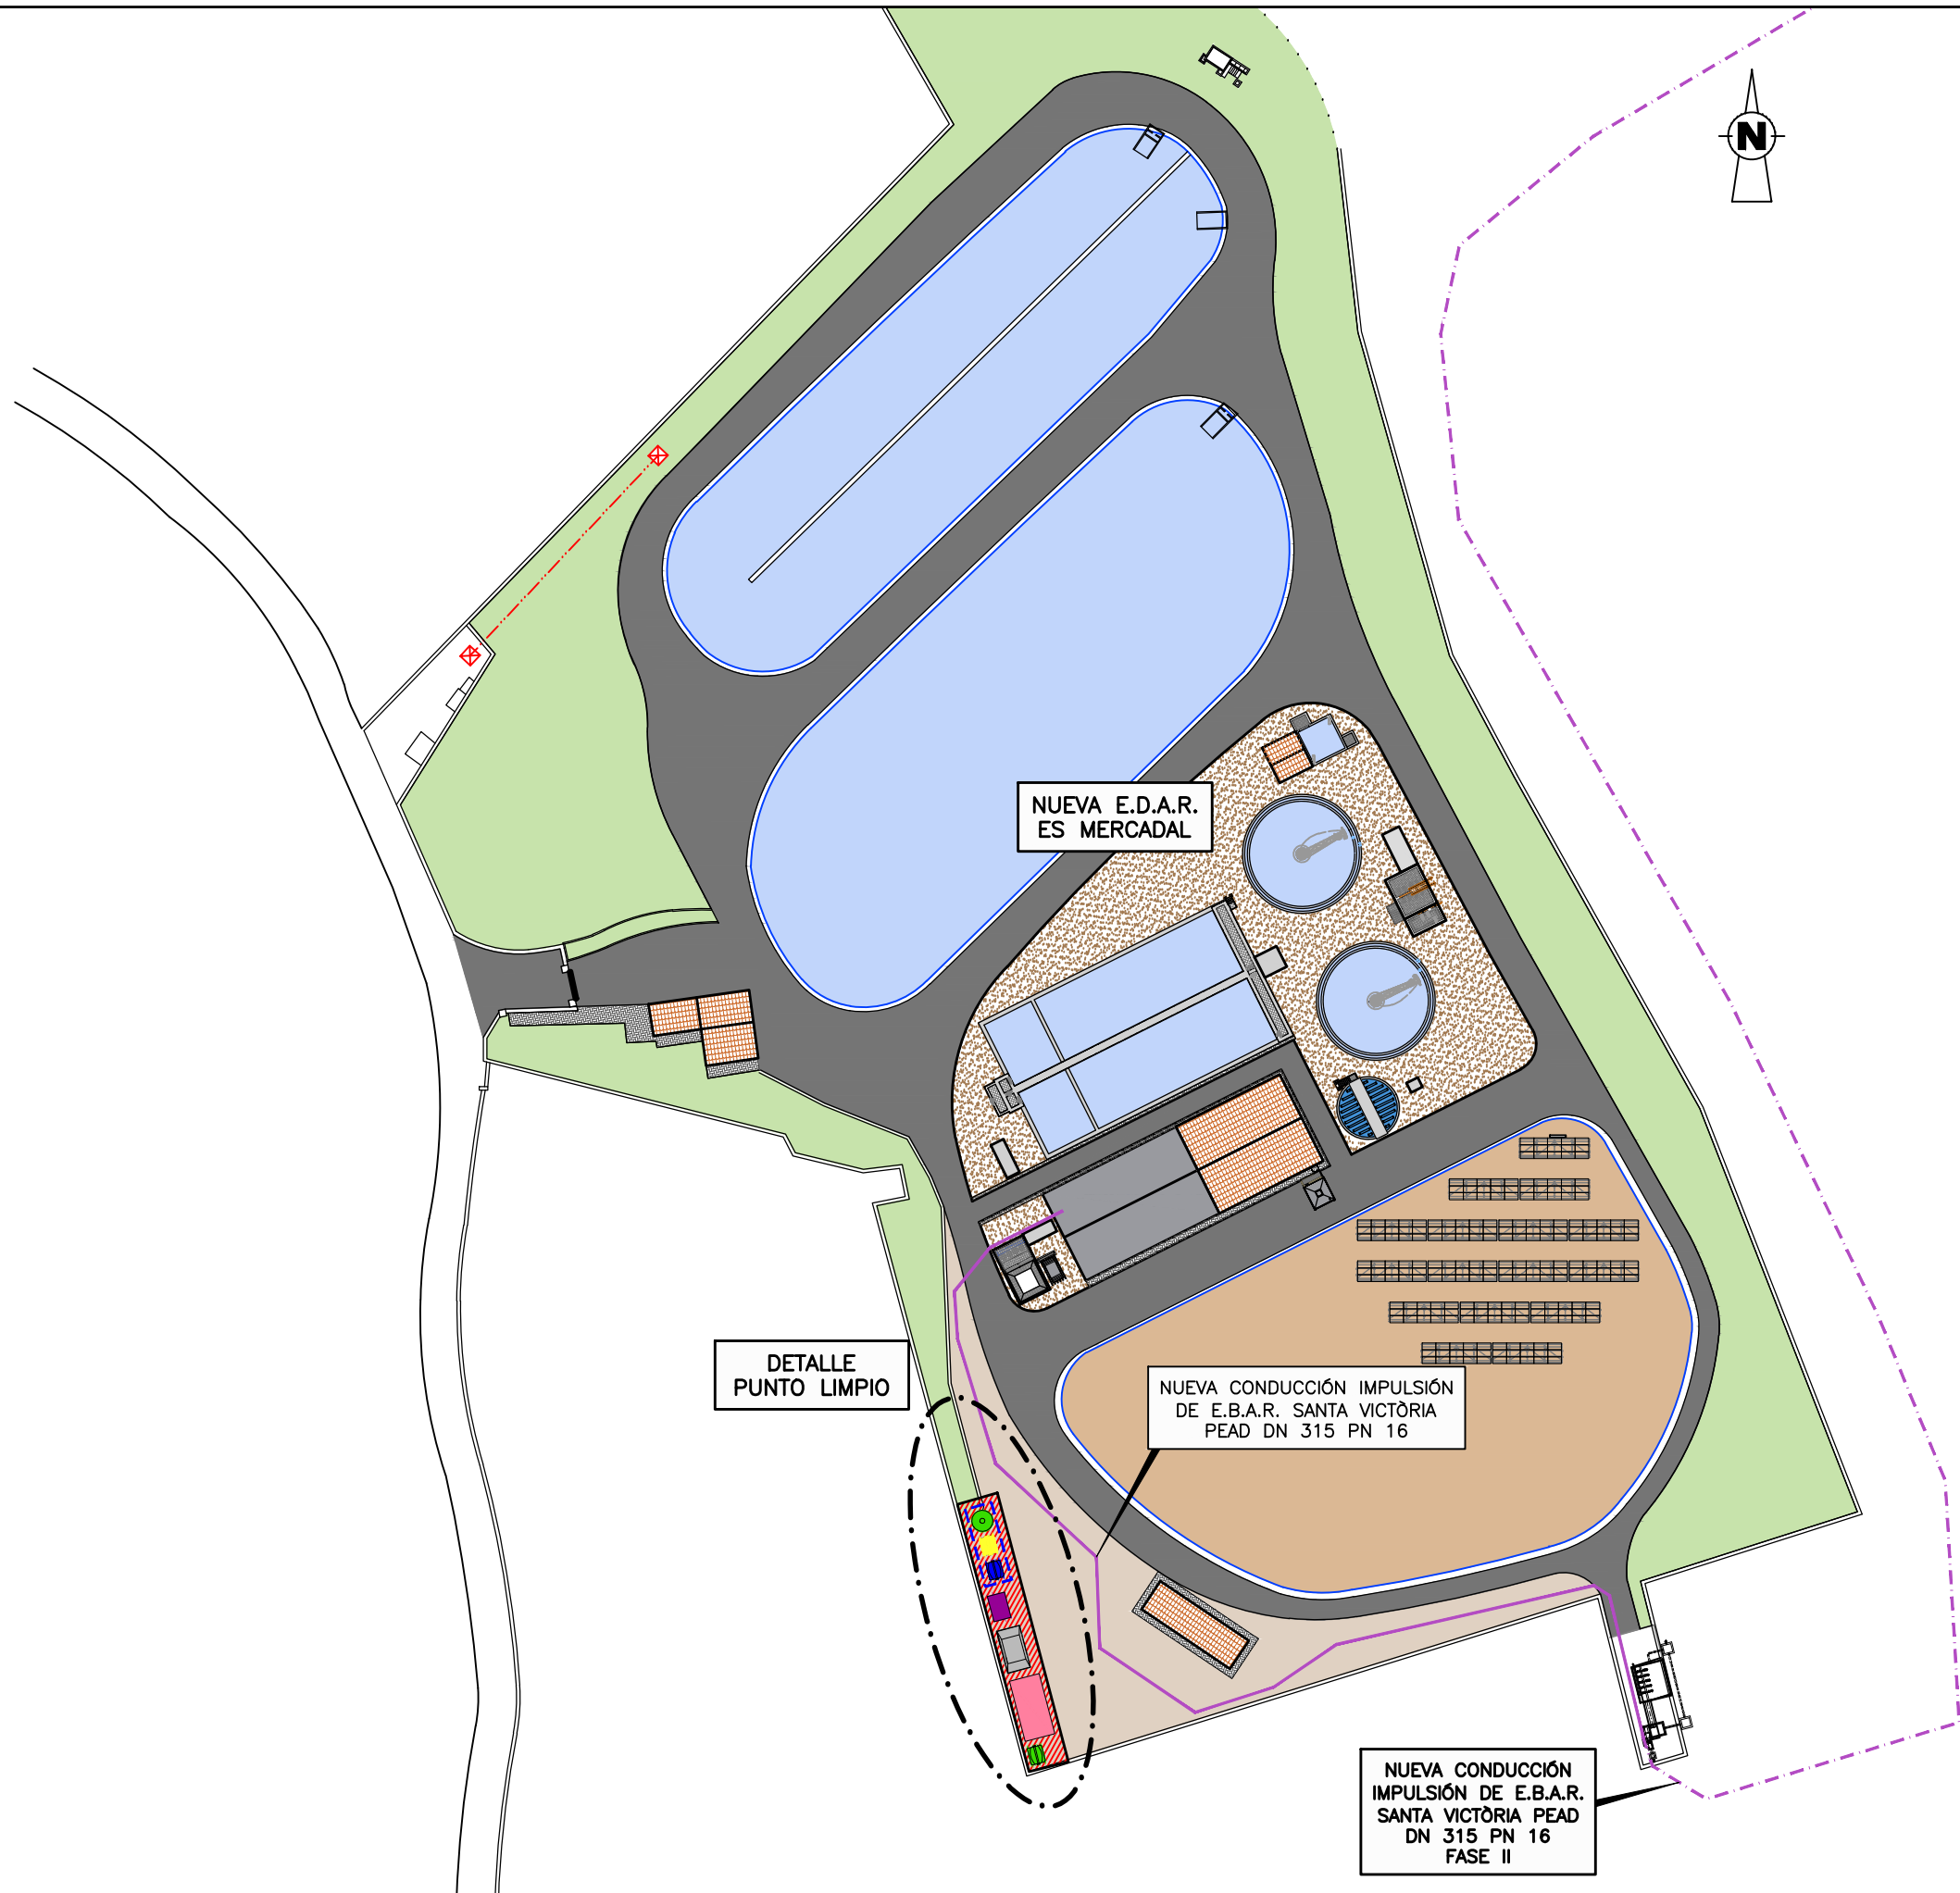 N
NUEVA E.D.A.R.
ES MERCADAL
DETALLE
PUNTO LIMPIO
NUEVA CONDUCCIÓN IMPULSIÓN
DE E.B.A.R. SANTA VICTÒRIA
PEAD DN 315 PN 16
NUEVA CONDUCCIÓN
IMPULSIÓN DE E.B.A.R.
SANTA VICTÒRIA PEAD
DN 315 PN 16
FASE II